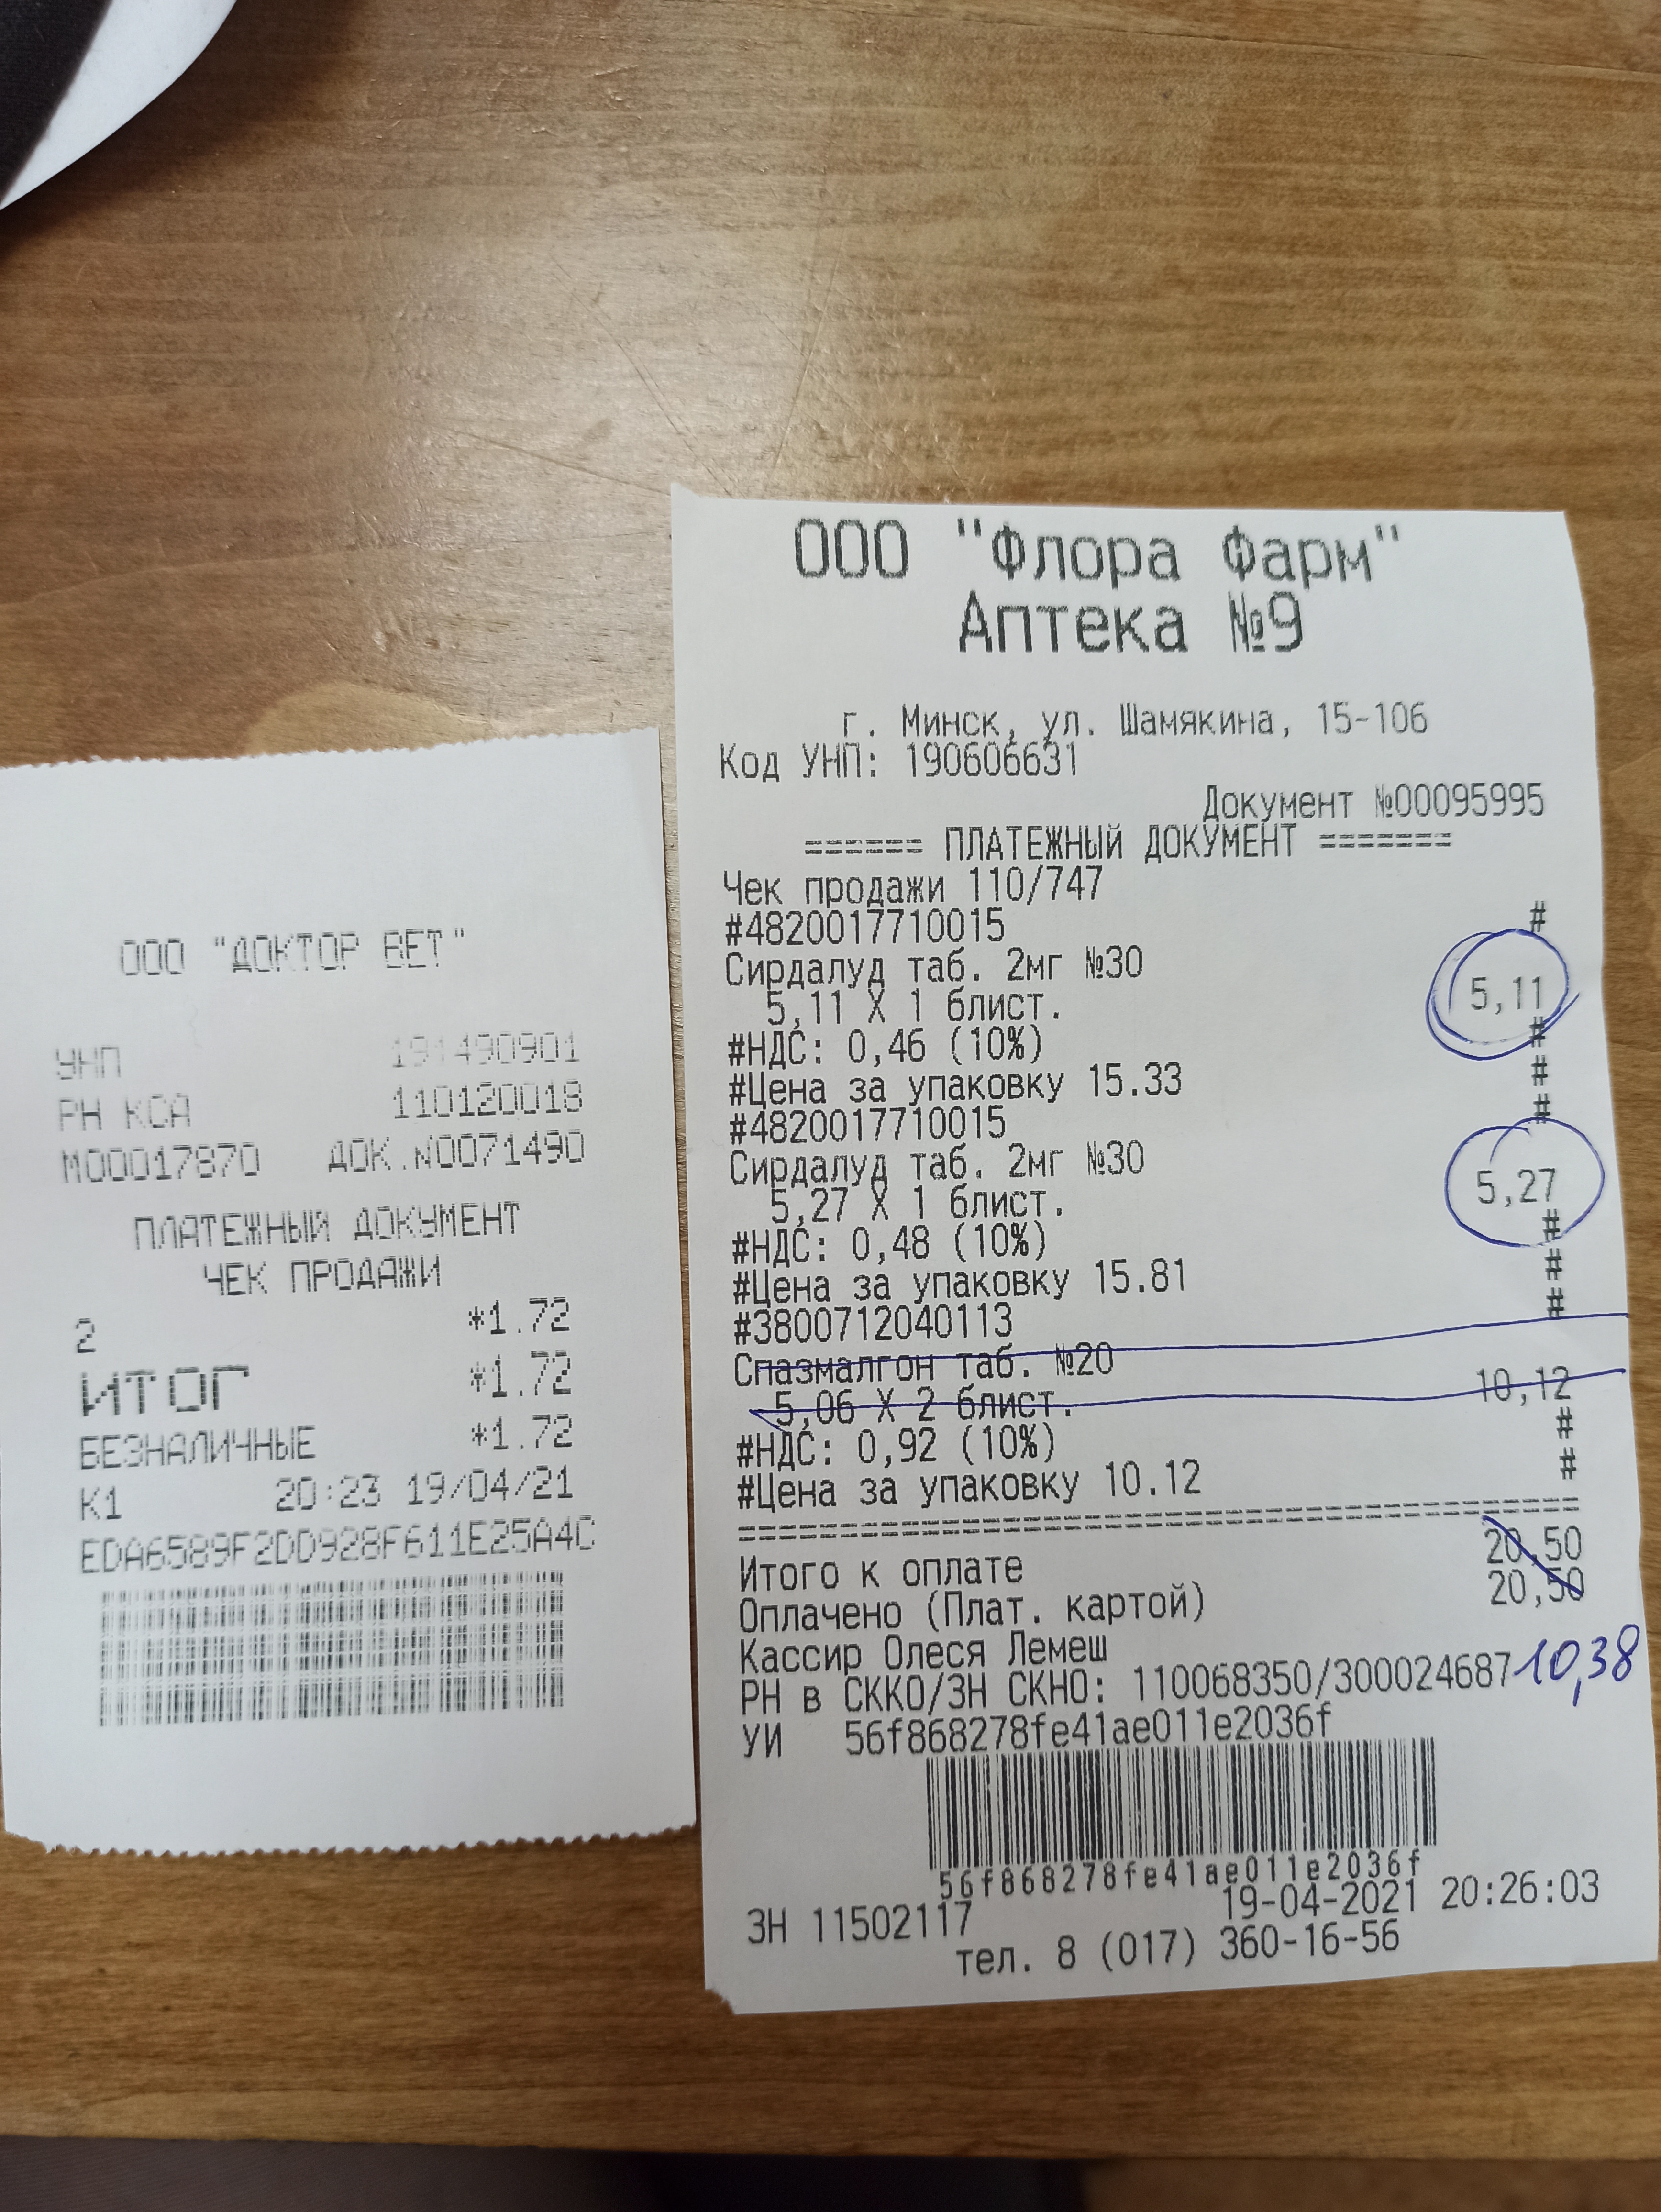 ООО "ДОКТОР ВЕТ"
УНП 191490901
РН КСА 110120018
М00017870 ДОК.N0071490
ПЛАТЕЖНЫЙ ДОКУМЕНТ
ЧЕК ПРОДАЖИ
2 *1.72
ИТОГ *1.72
БЕЗНАЛИЧНЫЕ *1.72
К1 20:23 19/04/21
EDA6589F2DD928F611E25A4C
ООО "Флора Фарм"
Аптека №9
г. Минск, ул. Шамякина, 15-106
Код УНП: 190606631
Документ №00095995
====== ПЛАТЕЖНЫЙ ДОКУМЕНТ =======
Чек продажи 110/747
#4820017710015 #
Сирдалуд таб. 2мг №30
5,11 X 1 блист. 5,11
#НДС: 0,46 (10%) #
#Цена за упаковку 15.33 #
#4820017710015 #
Сирдалуд таб. 2мг №30
5,27 X 1 блист. 5,27
#НДС: 0,48 (10%) #
#Цена за упаковку 15.81 #
#3800712040113 #
Спазмалгон таб. №20
5,06 X 2 блист. 10,12
#НДС: 0,92 (10%) #
#Цена за упаковку 10.12 #
Итого к оплате 20,50
Оплачено (Плат. картой) 20,50
Кассир Олеся Лемеш
РН в СККО/ЗН СКНО: 110068350/300024687 10,38
УИ 56f868278fe41ae011e2036f
56f868278fe41ae011e2036f
19-04-2021 20:26:03
ЗН 11502117
тел. 8 (017) 360-16-56